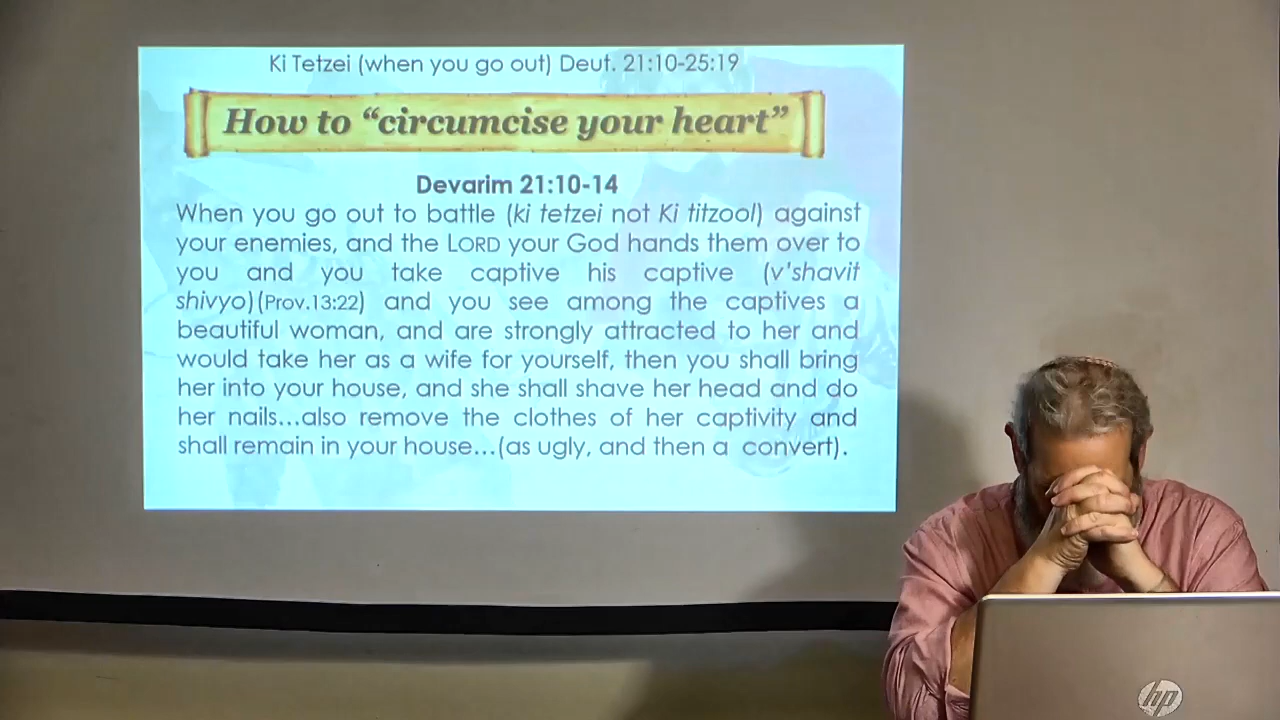 Ki Tetzei (when you go out) Deut. 21:10-25:19
How to “circumcise your heart”
Devarim 21:10-14
When you go out to battle (ki tetzei not Ki titzool) against
your enemies, and the LORD your God hands them over to
you and you take captive his captive (v’shavit
shivyo)(Prov.13:22) and you see among the captives a
beautiful woman, and are strongly attracted to her and
would take her as a wife for yourself, then you shall bring
her into your house, and she shall shave her head and do
her nails…also remove the clothes of her captivity and
shall remain in your house…(as ugly, and then a convert).
hp